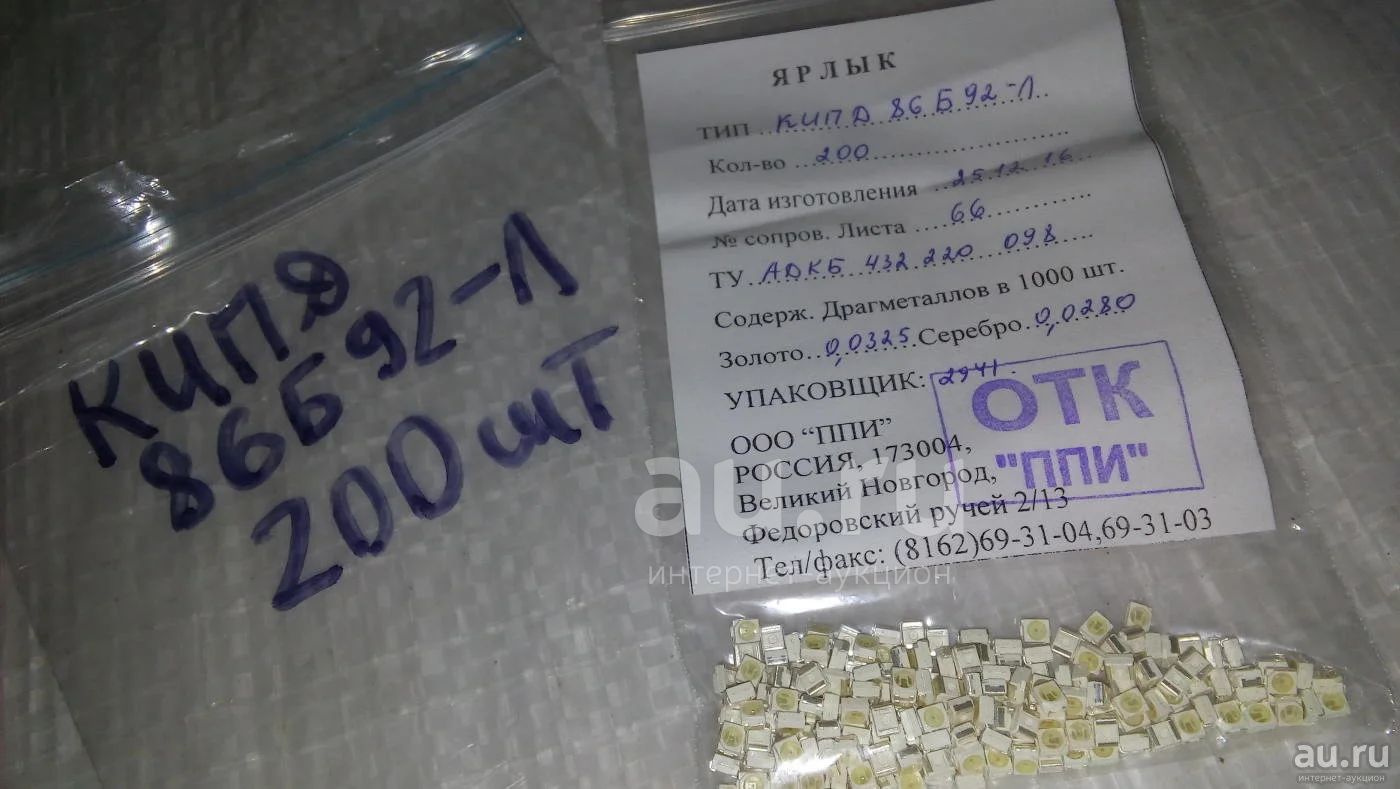 КИПД
86Б92-Л
200 шт
ЯРЛЫК
ТИП КИПД 86Б92-Л
Кол-во 200
Дата изготовления 25.12.16
№ сопров. Листа 66
ТУ АДКБ 432 220 098
Содерж. Драгметаллов в 1000 шт.
Золото 0,0325 Серебро 0,0280
УПАКОВЩИК: 2941
ОТК
"ППИ"
ООО “ППИ”
РОССИЯ, 173004,
Великий Новгород,
Федоровский ручей 2/13
Тел/факс: (8162)69-31-04,69-31-03
au.ru
интернет-аукцион
au.ru
интернет-аукцион